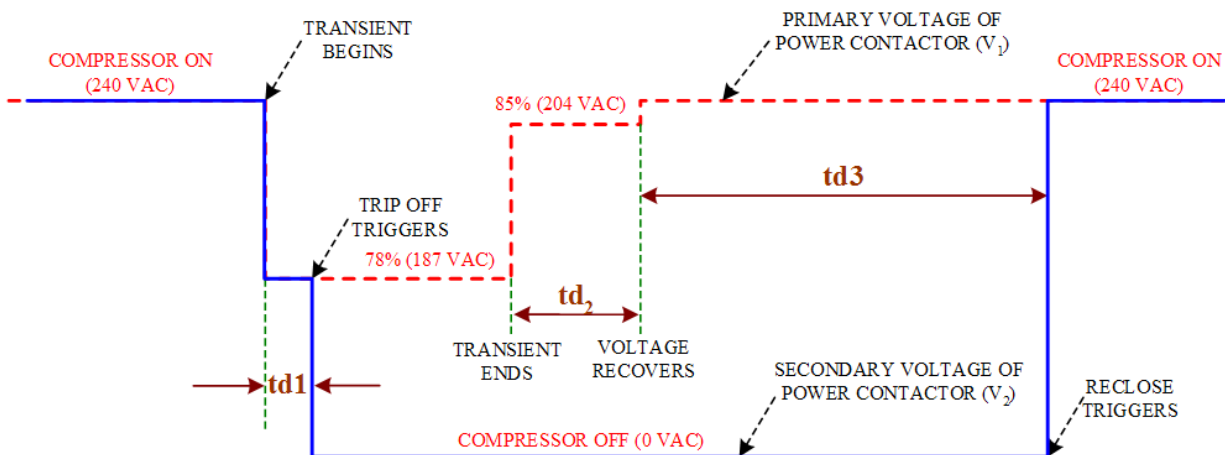 TRANSIENT
BEGINS
PRIMARY VOLTAGE OF
POWER CONTACTOR (V₁)
COMPRESSOR ON
(240 VAC)
COMPRESSOR ON
(240 VAC)
85% (204 VAC)
td3
TRIP OFF
TRIGGERS
78% (187 VAC)
td₂
TRANSIENT
ENDS
VOLTAGE
RECOVERS
td1
SECONDARY VOLTAGE OF
POWER CONTACTOR (V₂)
RECLOSE
TRIGGERS
COMPRESSOR OFF (0 VAC)